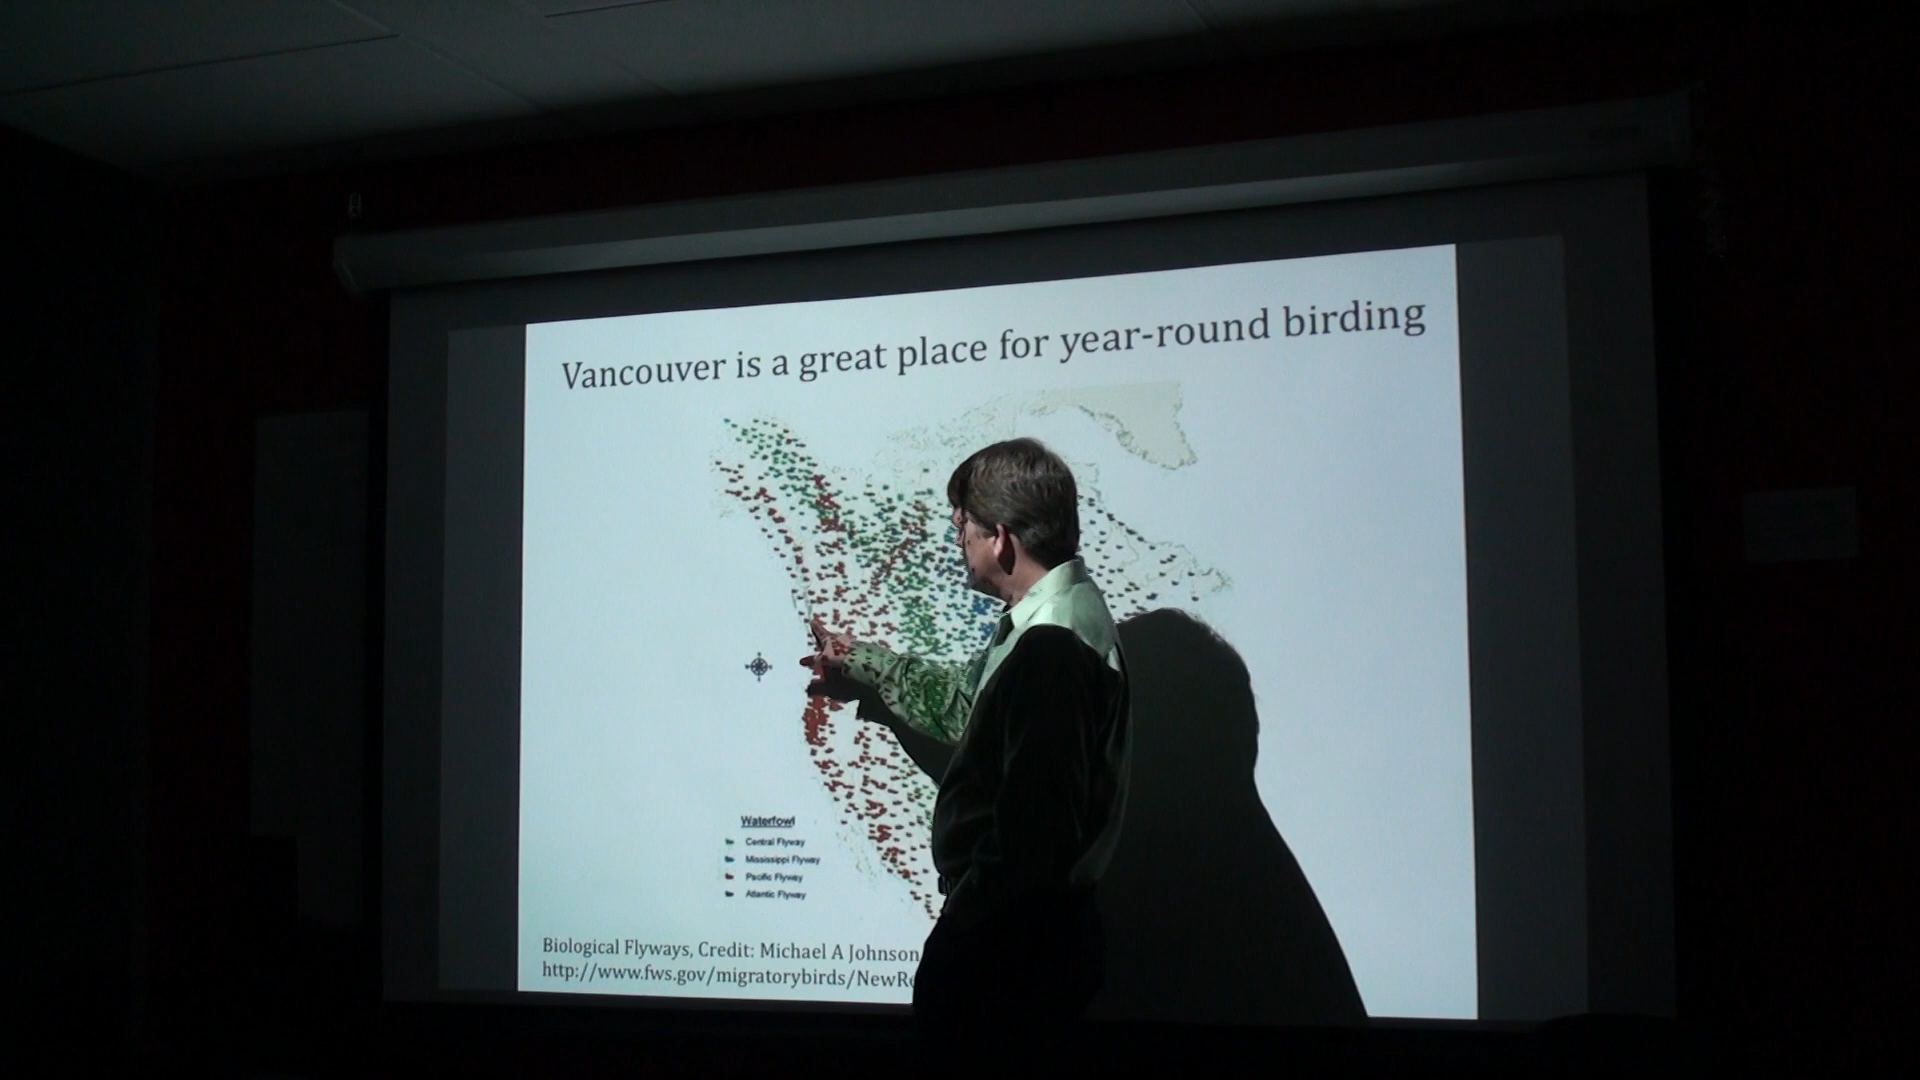 Vancouver is a great place for year-round birding
Waterfowl
Central Flyway
Mississippi Flyway
Pacific Flyway
Atlantic Flyway
Biological Flyways, Credit: Michael A Johnson
http://www.fws.gov/migratorybirds/NewRe